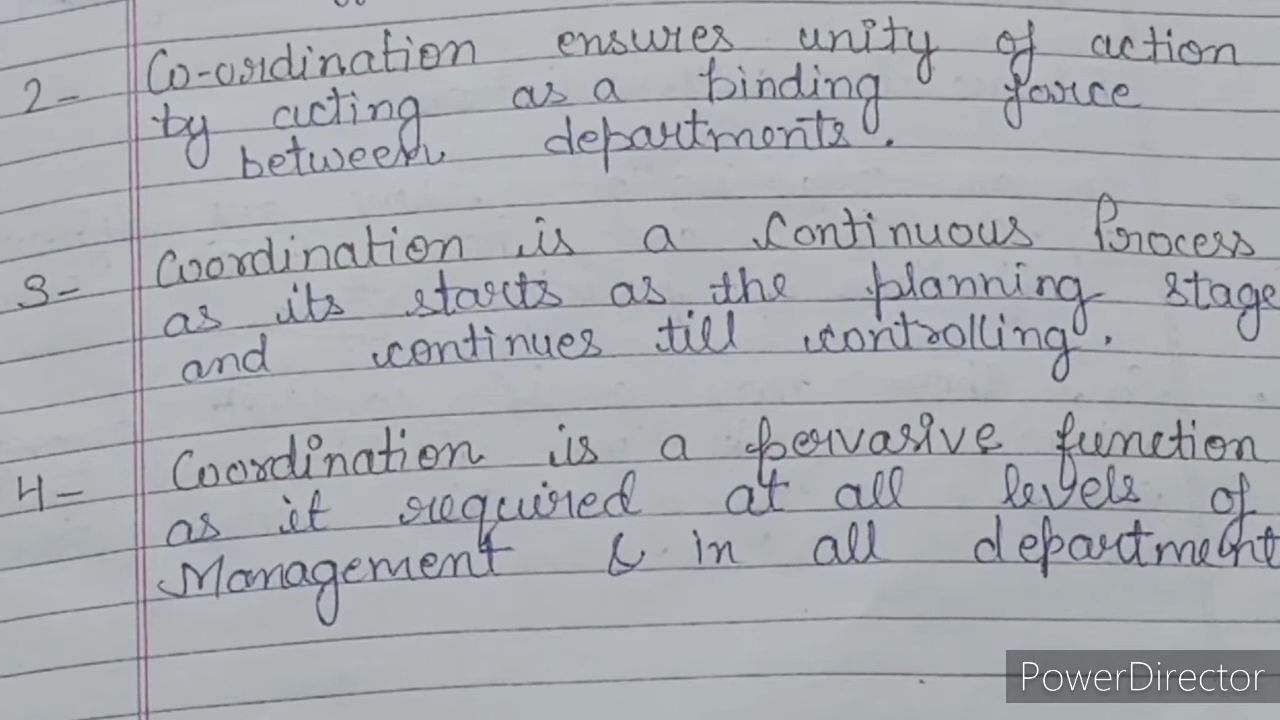 2- Co-ordination ensures unity of action
by acting as a binding force
between departments.
3- Coordination is a Continuous Process
as its starts as the planning stage
and continues till controlling.
4- Coordination is a pervasive function
as it required at all levels of
Management & in all department
PowerDirector